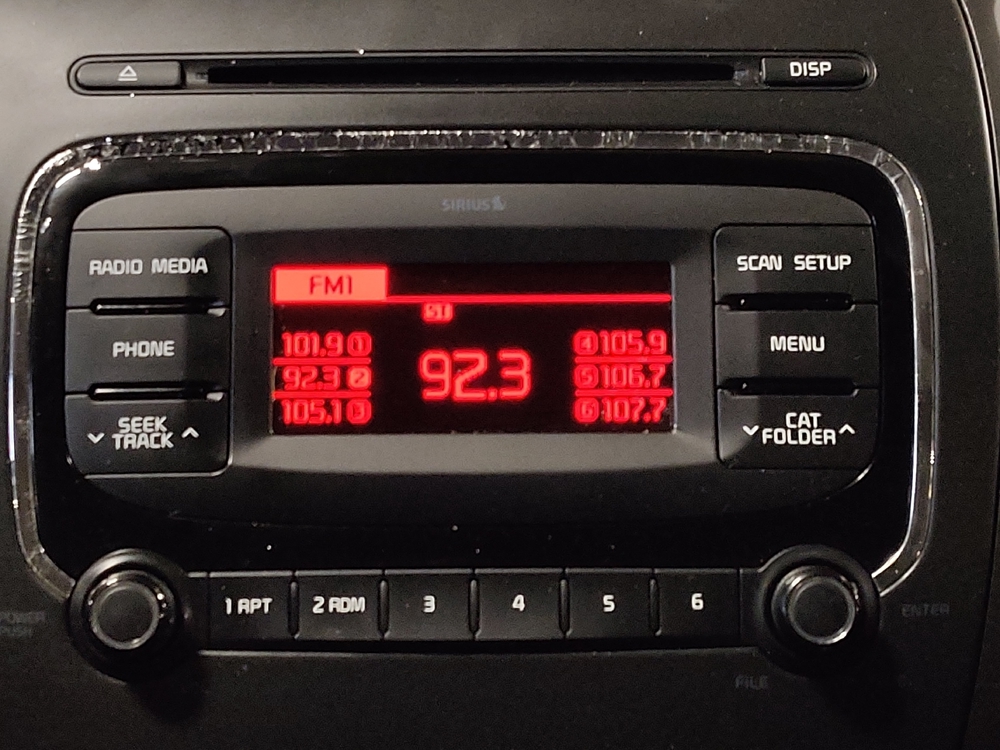 DISP
SIRIUS
RADIO MEDIA
SCAN SETUP
FM1
ST
PHONE
MENU
101.9 1
92.3 2
105.1 3
92.3
4 105.9
5 106.7
6 107.7
SEEK
TRACK
CAT
FOLDER
1 RPT
2 RDM
3
4
5
6
POWER
PUSH
ENTER
FILE